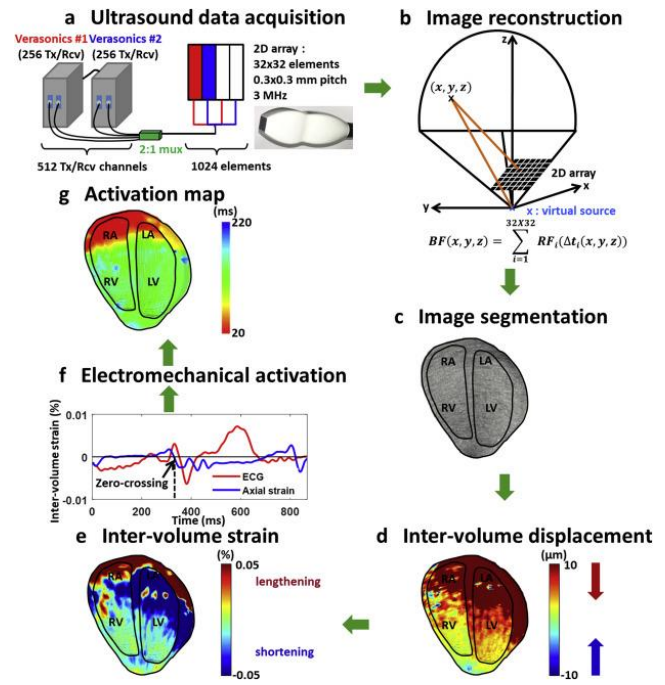 a Ultrasound data acquisition
Verasonics #1 Verasonics #2
(256 Tx/Rcv) (256 Tx/Rcv)
2D array :
32x32 elements
0.3x0.3 mm pitch
3 MHz
2:1 mux
512 Tx/Rcv channels
1024 elements
b Image reconstruction
z
(x, y, z)
2D array
x
y
x : virtual source
BF(x, y, z) = \sum_{i=1}^{32X32} RF_i(Δt_i(x, y, z))
g Activation map
(ms)
220
20
RA LA
RV LV
c Image segmentation
RA LA
RV LV
f Electromechanical activation
Inter-volume strain (%)
0.01
0
-0.01
Zero-crossing
ECG
Axial strain
0 200 400 600 800
Time (ms)
e Inter-volume strain
(%)
0.05
lengthening
shortening
-0.05
RA
RV LV
d Inter-volume displacement
(μm)
10
-10
RA LA
RV LV